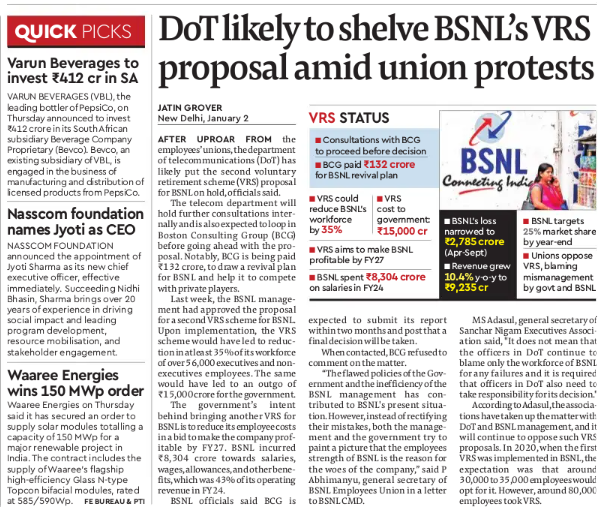 QUICK PICKS
Varun Beverages to
invest ₹412 cr in SA
VARUN BEVERAGES (VBL), the
leading bottler of PepsiCo, on
Thursday announced to invest
₹412 crore in its South African
subsidiary Beverage Company
Proprietary (Bevco). Bevco, an
existing subsidiary of VBL, is
engaged in the business of
manufacturing and distribution of
licensed products from PepsiCo.
Nasscom foundation
names Jyoti as CEO
NASSCOM FOUNDATION
announced the appointment of
Jyoti Sharma as its new chief
executive officer, effective
immediately. Succeeding Nidhi
Bhasin, Sharma brings over 20
years of experience in driving
social impact and leading
program development,
resource mobilisation, and
stakeholder engagement.
Waaree Energies
wins 150 MWp order
Waaree Energies on Thursday
said it has secured an order to
supply solar modules totalling a
capacity of 150 MWp for a
major renewable project in
India. The contract includes the
supply of Waaree's flagship
high-efficiency Glass N-type
Topcon bifacial modules, rated
at 585/590Wp. FE BUREAU & PTI
DoT likely to shelve BSNL's VRS
proposal amid union protests
JATIN GROVER
New Delhi, January 2
AFTER UPROAR FROM the
employees' unions, the department
of telecommunications (DoT) has
likely put the second voluntary
retirement scheme (VRS) proposal
for BSNL on hold, officials said.
The telecom department will
hold further consultations inter-
nally and is also expected to loop in
Boston Consulting Group (BCG)
before going ahead with the pro-
posal. Notably, BCG is being paid
₹132 crore, to draw a revival plan
for BSNL and help it to compete
with private players.
Last week, the BSNL manage-
ment had approved the proposal
for a second VRS scheme for BSNL.
Upon implementation, the VRS
scheme would have led to reduc-
tion in at least 35% of its workforce
of over 56,000 executives and non-
executives employees. The same
would have led to an outgo of
₹15,000 crore for the government.
The government's intent
behind bringing another VRS for
BSNL is to reduce its employee costs
in a bid to make the company prof-
itable by FY27. BSNL incurred
₹8,304 crore towards salaries,
wages, allowances, and other bene-
fits, which was 43% of its operating
revenue in FY24.
BSNL officials said BCG is
VRS STATUS
Consultations with BCG
to proceed before decision
BCG paid ₹132 crore
for BSNL revival plan
VRS could
reduce BSNL's
workforce
by 35%
VRS
cost to
government:
₹15,000 cr
VRS aims to make BSNL
profitable by FY27
BSNL spent ₹8,304 crore
on salaries in FY24
BSNL
Connecting India
BSNL's loss
narrowed to
₹2,785 crore
(Apr-Sept)
Revenue grew
10.4% y-o-y to
₹9,235 cr
BSNL targets
25% market share
by year-end
Unions oppose
VRS, blaming
mismanagement
by govt and BSNL
expected to submit its report
within two months and post that a
final decision will be taken.
When contacted, BCG refused to
comment on the matter.
"The flawed policies of the Gov-
ernment and the inefficiency of the
BSNL management has con-
tributed to BSNL's present situa-
tion. However, instead of rectifying
their mistakes, both the manage-
ment and the government try to
paint a picture that the employees
strength of BSNL is the reason for
the woes of the company," said P
Abhimanyu, general secretary of
BSNL Employees Union in a letter
to BSNL CMD.
MS Adasul, general secretary of
Sanchar Nigam Executives Associ-
ation said, "It does not mean that
the officers in DoT continue to
blame only the workforce of BSNL
for any failures and it is required
that officers in DoT also need to
take responsibility for its decision."
According to Adasul, the associa-
tions have taken up the matter with
DoT and BSNL management, and it
will continue to oppose such VRS
proposals. In 2020, when the first
VRS was implemented in BSNL, the
expectation was that around
30,000 to 35,000 employees would
opt for it. However, around 80,000
employees took VRS.